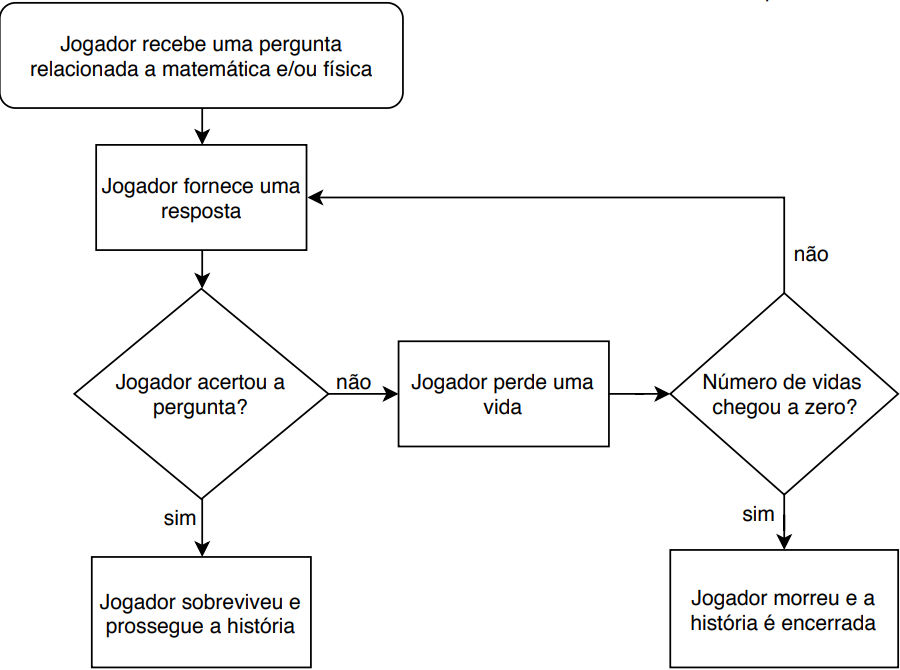 Jogador recebe uma pergunta
relacionada a matemática e/ou física
Jogador fornece uma
resposta
não
Jogador acertou a
pergunta?
não
Jogador perde uma
vida
Número de vidas
chegou a zero?
sim
sim
Jogador sobreviveu e
prossegue a história
Jogador morreu e a
história é encerrada